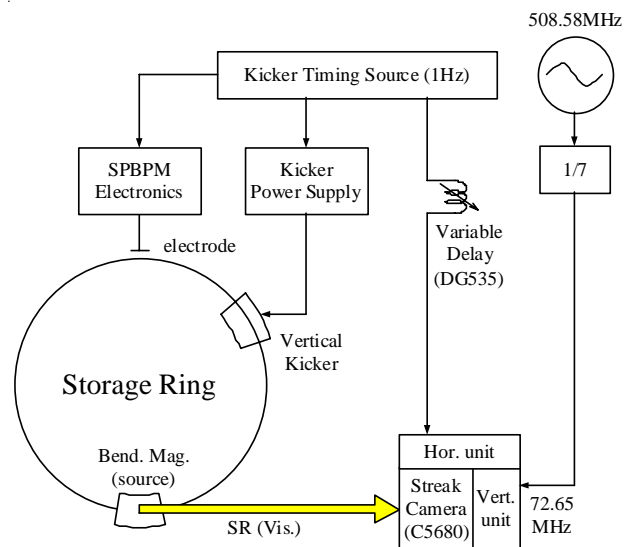 508.58MHz
Kicker Timing Source (1Hz)
SPBPM
Electronics
Kicker
Power Supply
1/7
Variable
Delay
(DG535)
electrode
Vertical
Kicker
Storage Ring
Bend. Mag.
(source)
Hor. unit
Streak
Camera
(C5680)
Vert.
unit
72.65
MHz
SR (Vis.)